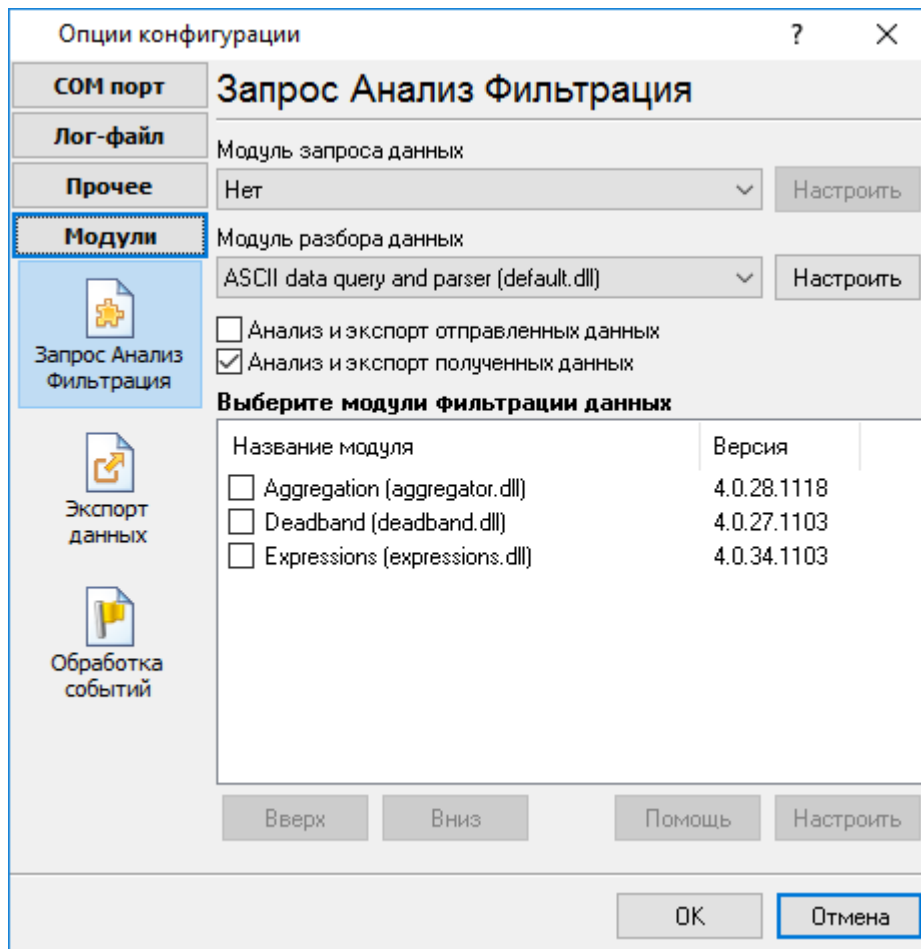 Опции конфигурации
?
COM порт
Лог-файл
Прочее
Модули
Запрос Анализ
Фильтрация
Экспорт
данных
Обработка
событий
Запрос Анализ Фильтрация
Модуль запроса данных
Нет
Настроить
Модуль разбора данных
ASCII data query and parser (default.dll)
Настроить
Анализ и экспорт отправленных данных
Анализ и экспорт полученных данных
Выберите модули фильтрации данных
Название модуля Версия
Aggregation (aggregator.dll) 4.0.28.1118
Deadband (deadband.dll) 4.0.27.1103
Expressions (expressions.dll) 4.0.34.1103
Вверх Вниз Помощь Настроить
OK Отмена